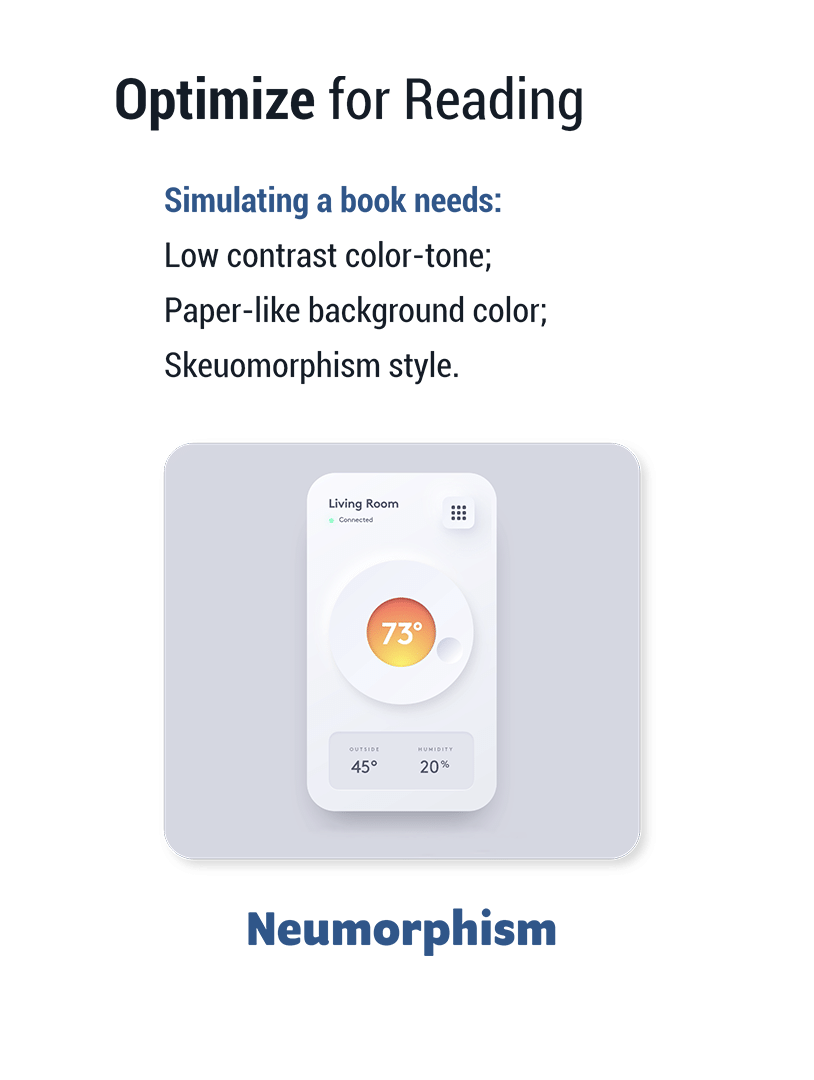 Optimize for Reading
Simulating a book needs:
Low contrast color-tone;
Paper-like background color;
Skeuomorphism style.
Living Room
Connected
73°
OUTSIDE HUMIDITY
45° 20%
Neumorphism